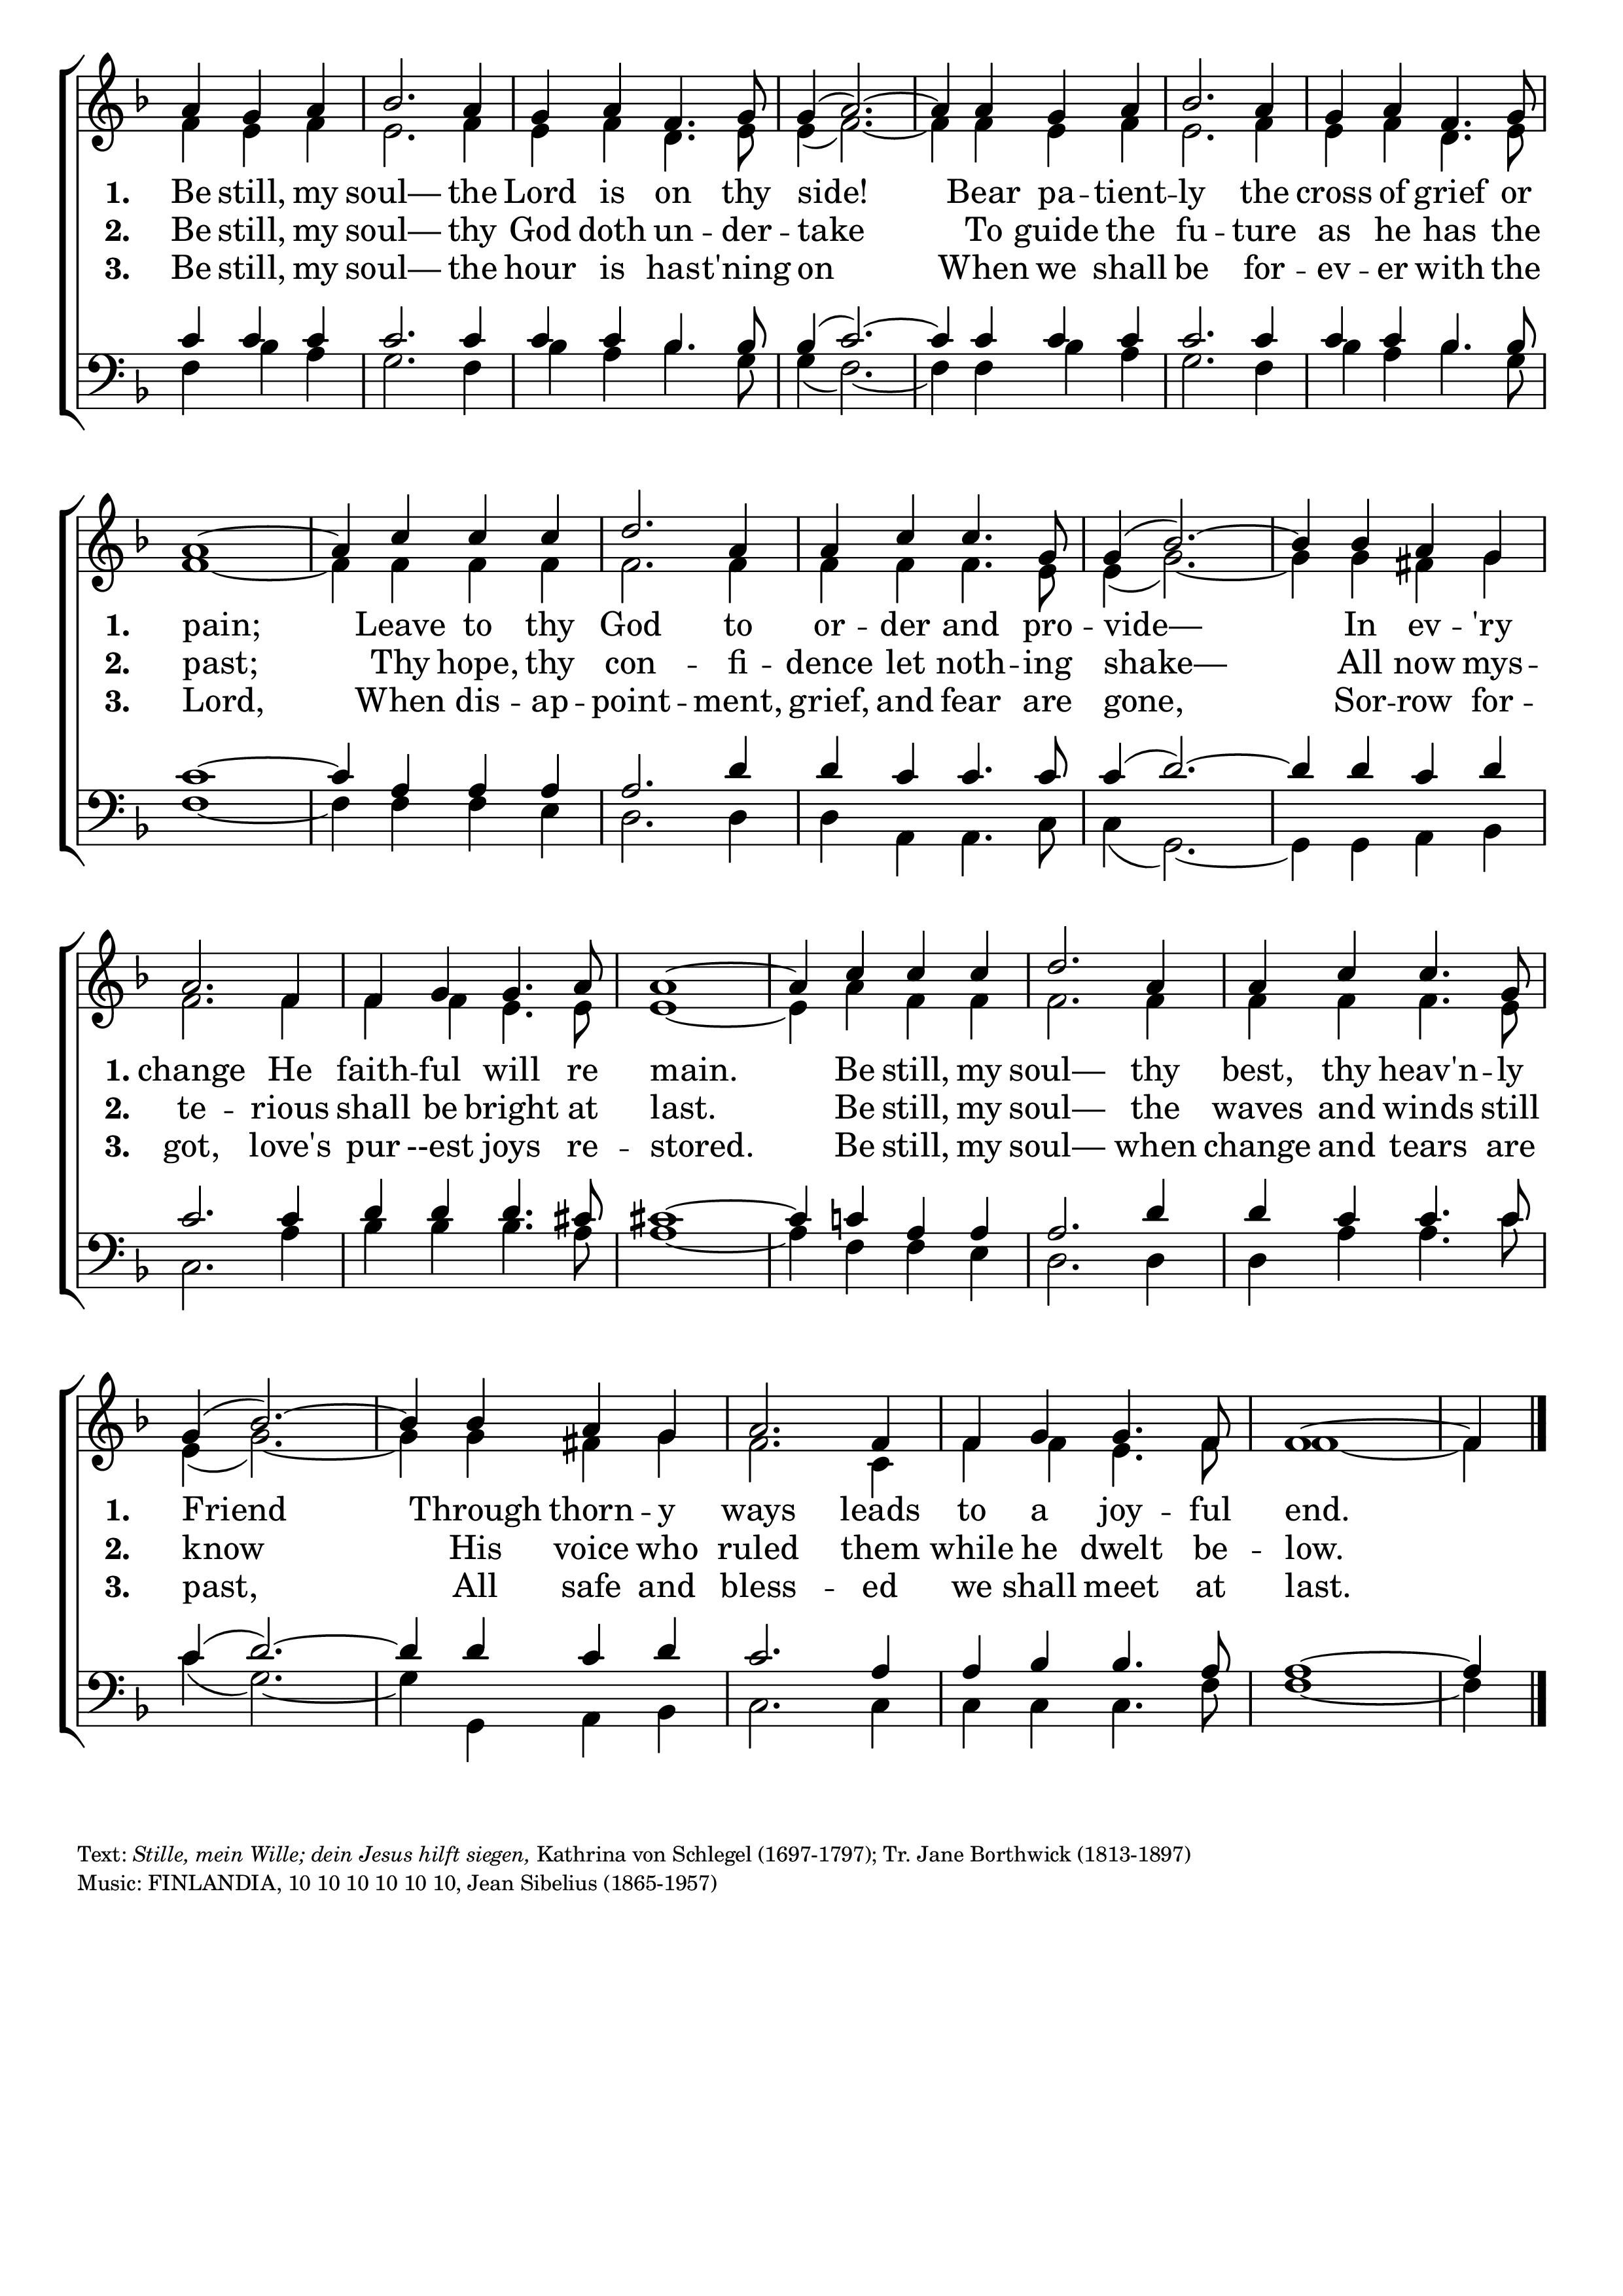 1. Be still, my soul— the Lord is on thy side! Bear pa -- tient -- ly the cross of grief or
2. Be still, my soul— thy God doth un -- der -- take To guide the fu -- ture as he has the
3. Be still, my soul— the hour is hast'ning on When we shall be for -- ev -- er with the
1. pain; Leave to thy God to or -- der and pro -- vide— In ev -- 'ry
2. past; Thy hope, thy con -- fi -- dence let noth -- ing shake— All now mys --
3. Lord, When dis -- ap -- point -- ment, grief, and fear are gone, Sor -- row for --
1. change He faith -- ful will re main. Be still, my soul— thy best, thy heav'n -- ly
2. te -- rious shall be bright at last. Be still, my soul— the waves and winds still
3. got, love's pur --est joys re -- stored. Be still, my soul— when change and tears are
1. Friend Through thorn -- y ways leads to a joy -- ful end.
2. know His voice who ruled them while he dwelt be -- low.
3. past, All safe and bless -- ed we shall meet at last.
Text: Stille, mein Wille; dein Jesus hilft siegen, Kathrina von Schlegel (1697-1797); Tr. Jane Borthwick (1813-1897)
Music: FINLANDIA, 10 10 10 10 10 10, Jean Sibelius (1865-1957)